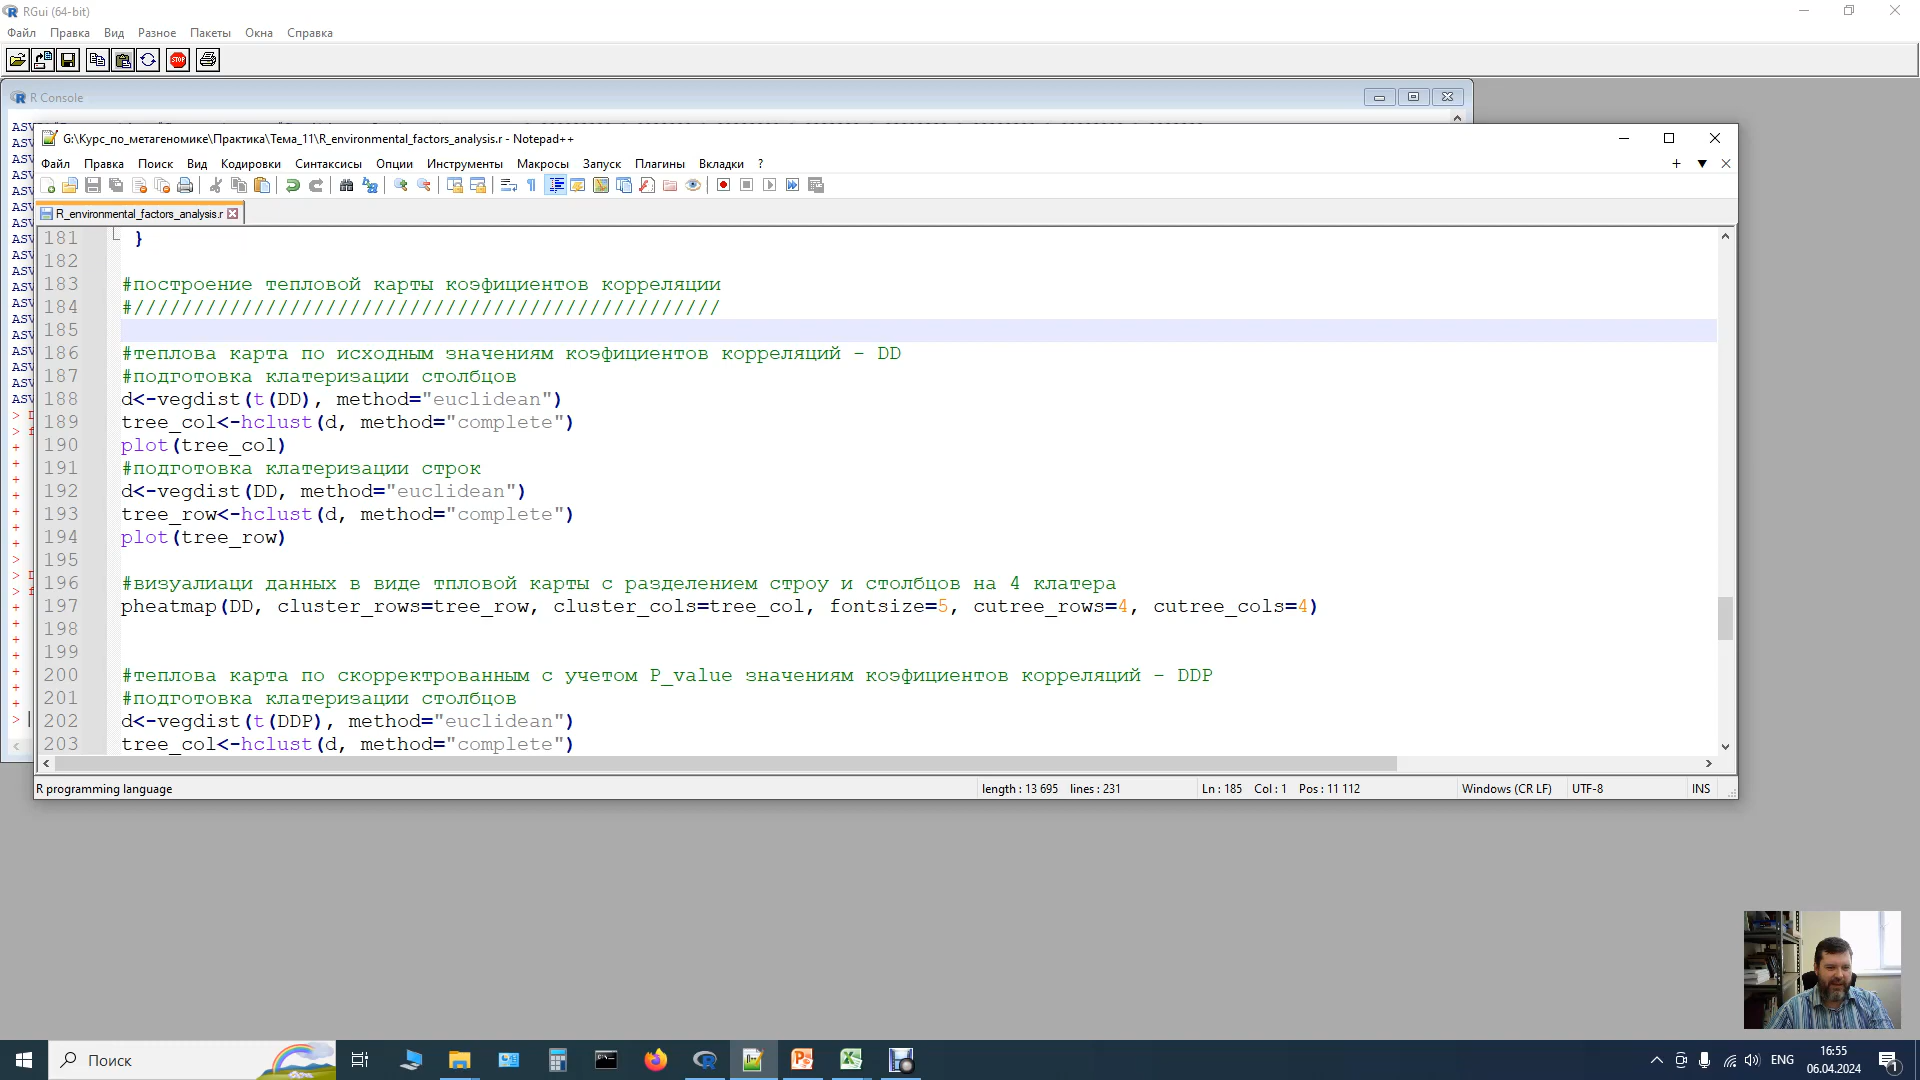 RGui (64-bit)
Файл Правка Вид Разное Пакеты Окна Справка
STOP
R Console
G:\Курс_по_метагеномике\Практика\Тема_11\R_environmental_factors_analysis.r - Notepad++
Файл Правка Поиск Вид Кодировки Синтаксисы Опции Инструменты Макросы Запуск Плагины Вкладки ?
R_environmental_factors_analysis.r
181 }
182
183 #построение тепловой карты коэфициентов корреляции
184 #/////////////////////////////////////////////////
185
186 #теплова карта по исходным значениям коэфициентов корреляций - DD
187 #подготовка клатеризации столбцов
188 d<-vegdist(t(DD), method="euclidean")
189 tree_col<-hclust(d, method="complete")
190 plot(tree_col)
191 #подготовка клатеризации строк
192 d<-vegdist(DD, method="euclidean")
193 tree_row<-hclust(d, method="complete")
194 plot(tree_row)
195
196 #визуалиаци данных в виде тпловой карты с разделением строу и столбцов на 4 клатера
197 pheatmap(DD, cluster_rows=tree_row, cluster_cols=tree_col, fontsize=5, cutree_rows=4, cutree_cols=4)
198
199
200 #теплова карта по скорректрованным с учетом P_value значениям коэфициентов корреляций - DDP
201 #подготовка клатеризации столбцов
202 d<-vegdist(t(DDP), method="euclidean")
203 tree_col<-hclust(d, method="complete")
R programming language length : 13 695 lines : 231 Ln : 185 Col : 1 Pos : 11 112 Windows (CR LF) UTF-8 INS
Поиск
ENG
16:55
06.04.2024